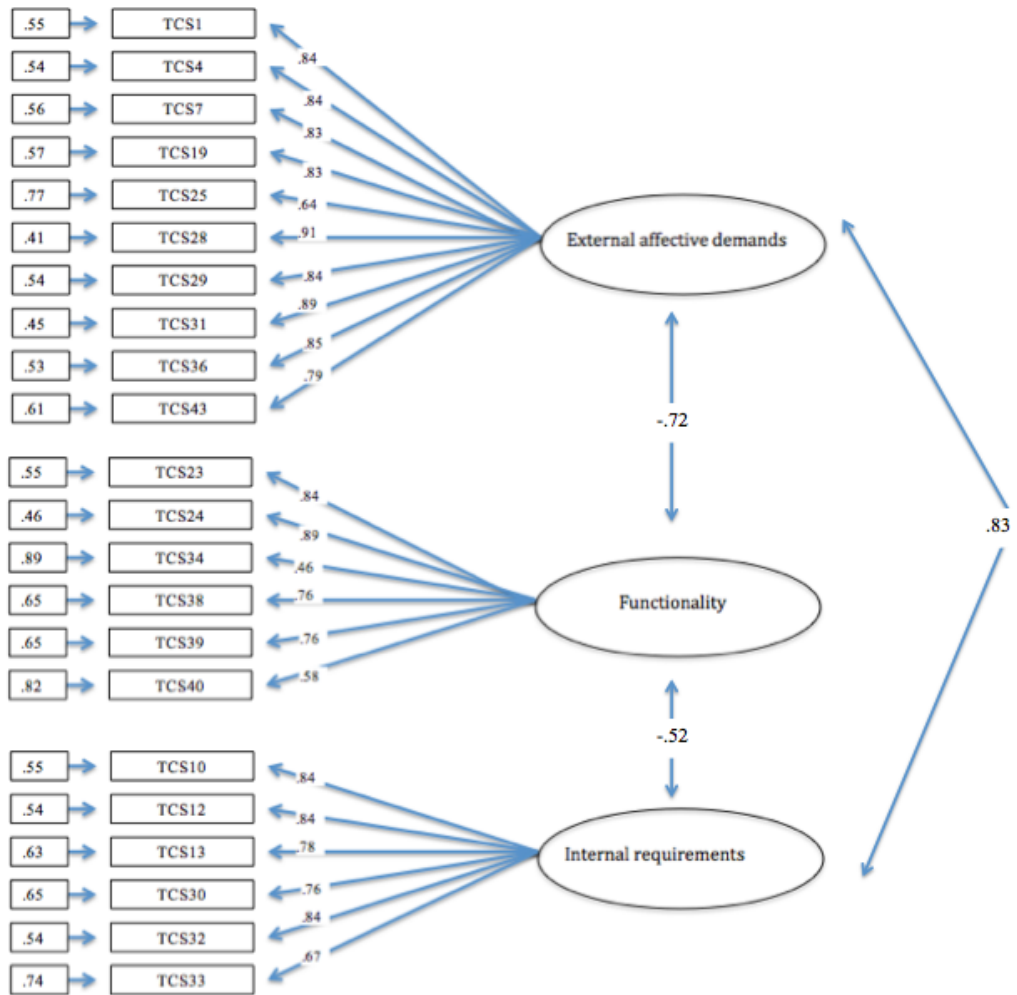 .55 TCS1 .84
.54 TCS4 .84
.56 TCS7 .83
.57 TCS19 .83
.77 TCS25 .64
.41 TCS28 .91
.54 TCS29 .84
.45 TCS31 .89
.53 TCS36 .85
.61 TCS43 .79
External affective demands
-.72
.83
.55 TCS23 .84
.46 TCS24 .89
.89 TCS34 .46
.65 TCS38 .76
.65 TCS39 .76
.82 TCS40 .58
Functionality
-.52
.55 TCS10 .84
.54 TCS12 .84
.63 TCS13 .78
.65 TCS30 .76
.54 TCS32 .84
.74 TCS33 .67
Internal requirements